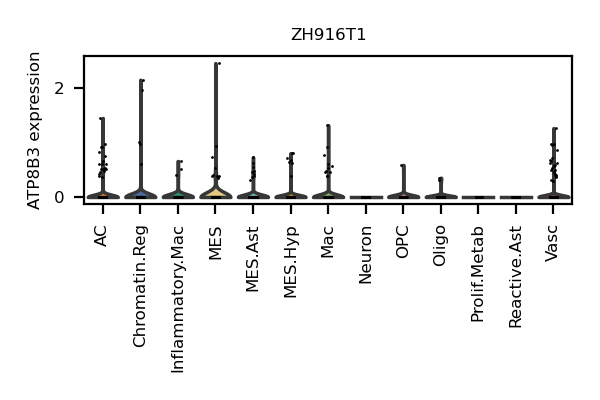 ZH916T1
ATP8B3 expression
2
0
AC
Chromatin.Reg
Inflammatory.Mac
MES
MES.Ast
MES.Hyp
Mac
Neuron
OPC
Oligo
Prolif.Metab
Reactive.Ast
Vasc